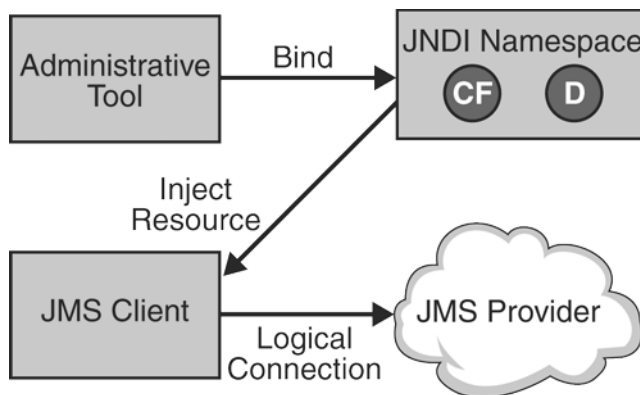 Administrative
Tool
Bind
JNDI Namespace
CF
D
Inject
Resource
JMS Client
Logical
Connection
JMS Provider